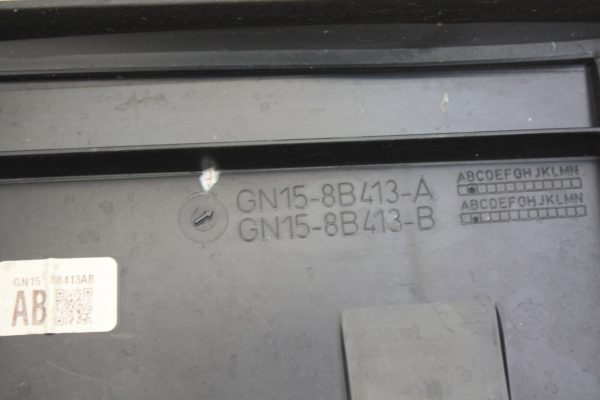 GN15-8B413-A
ABCDEFGHJKLMN
GN15-8B413-B
ABCDEFGHJKLMN
GN15 8B413AB
AB